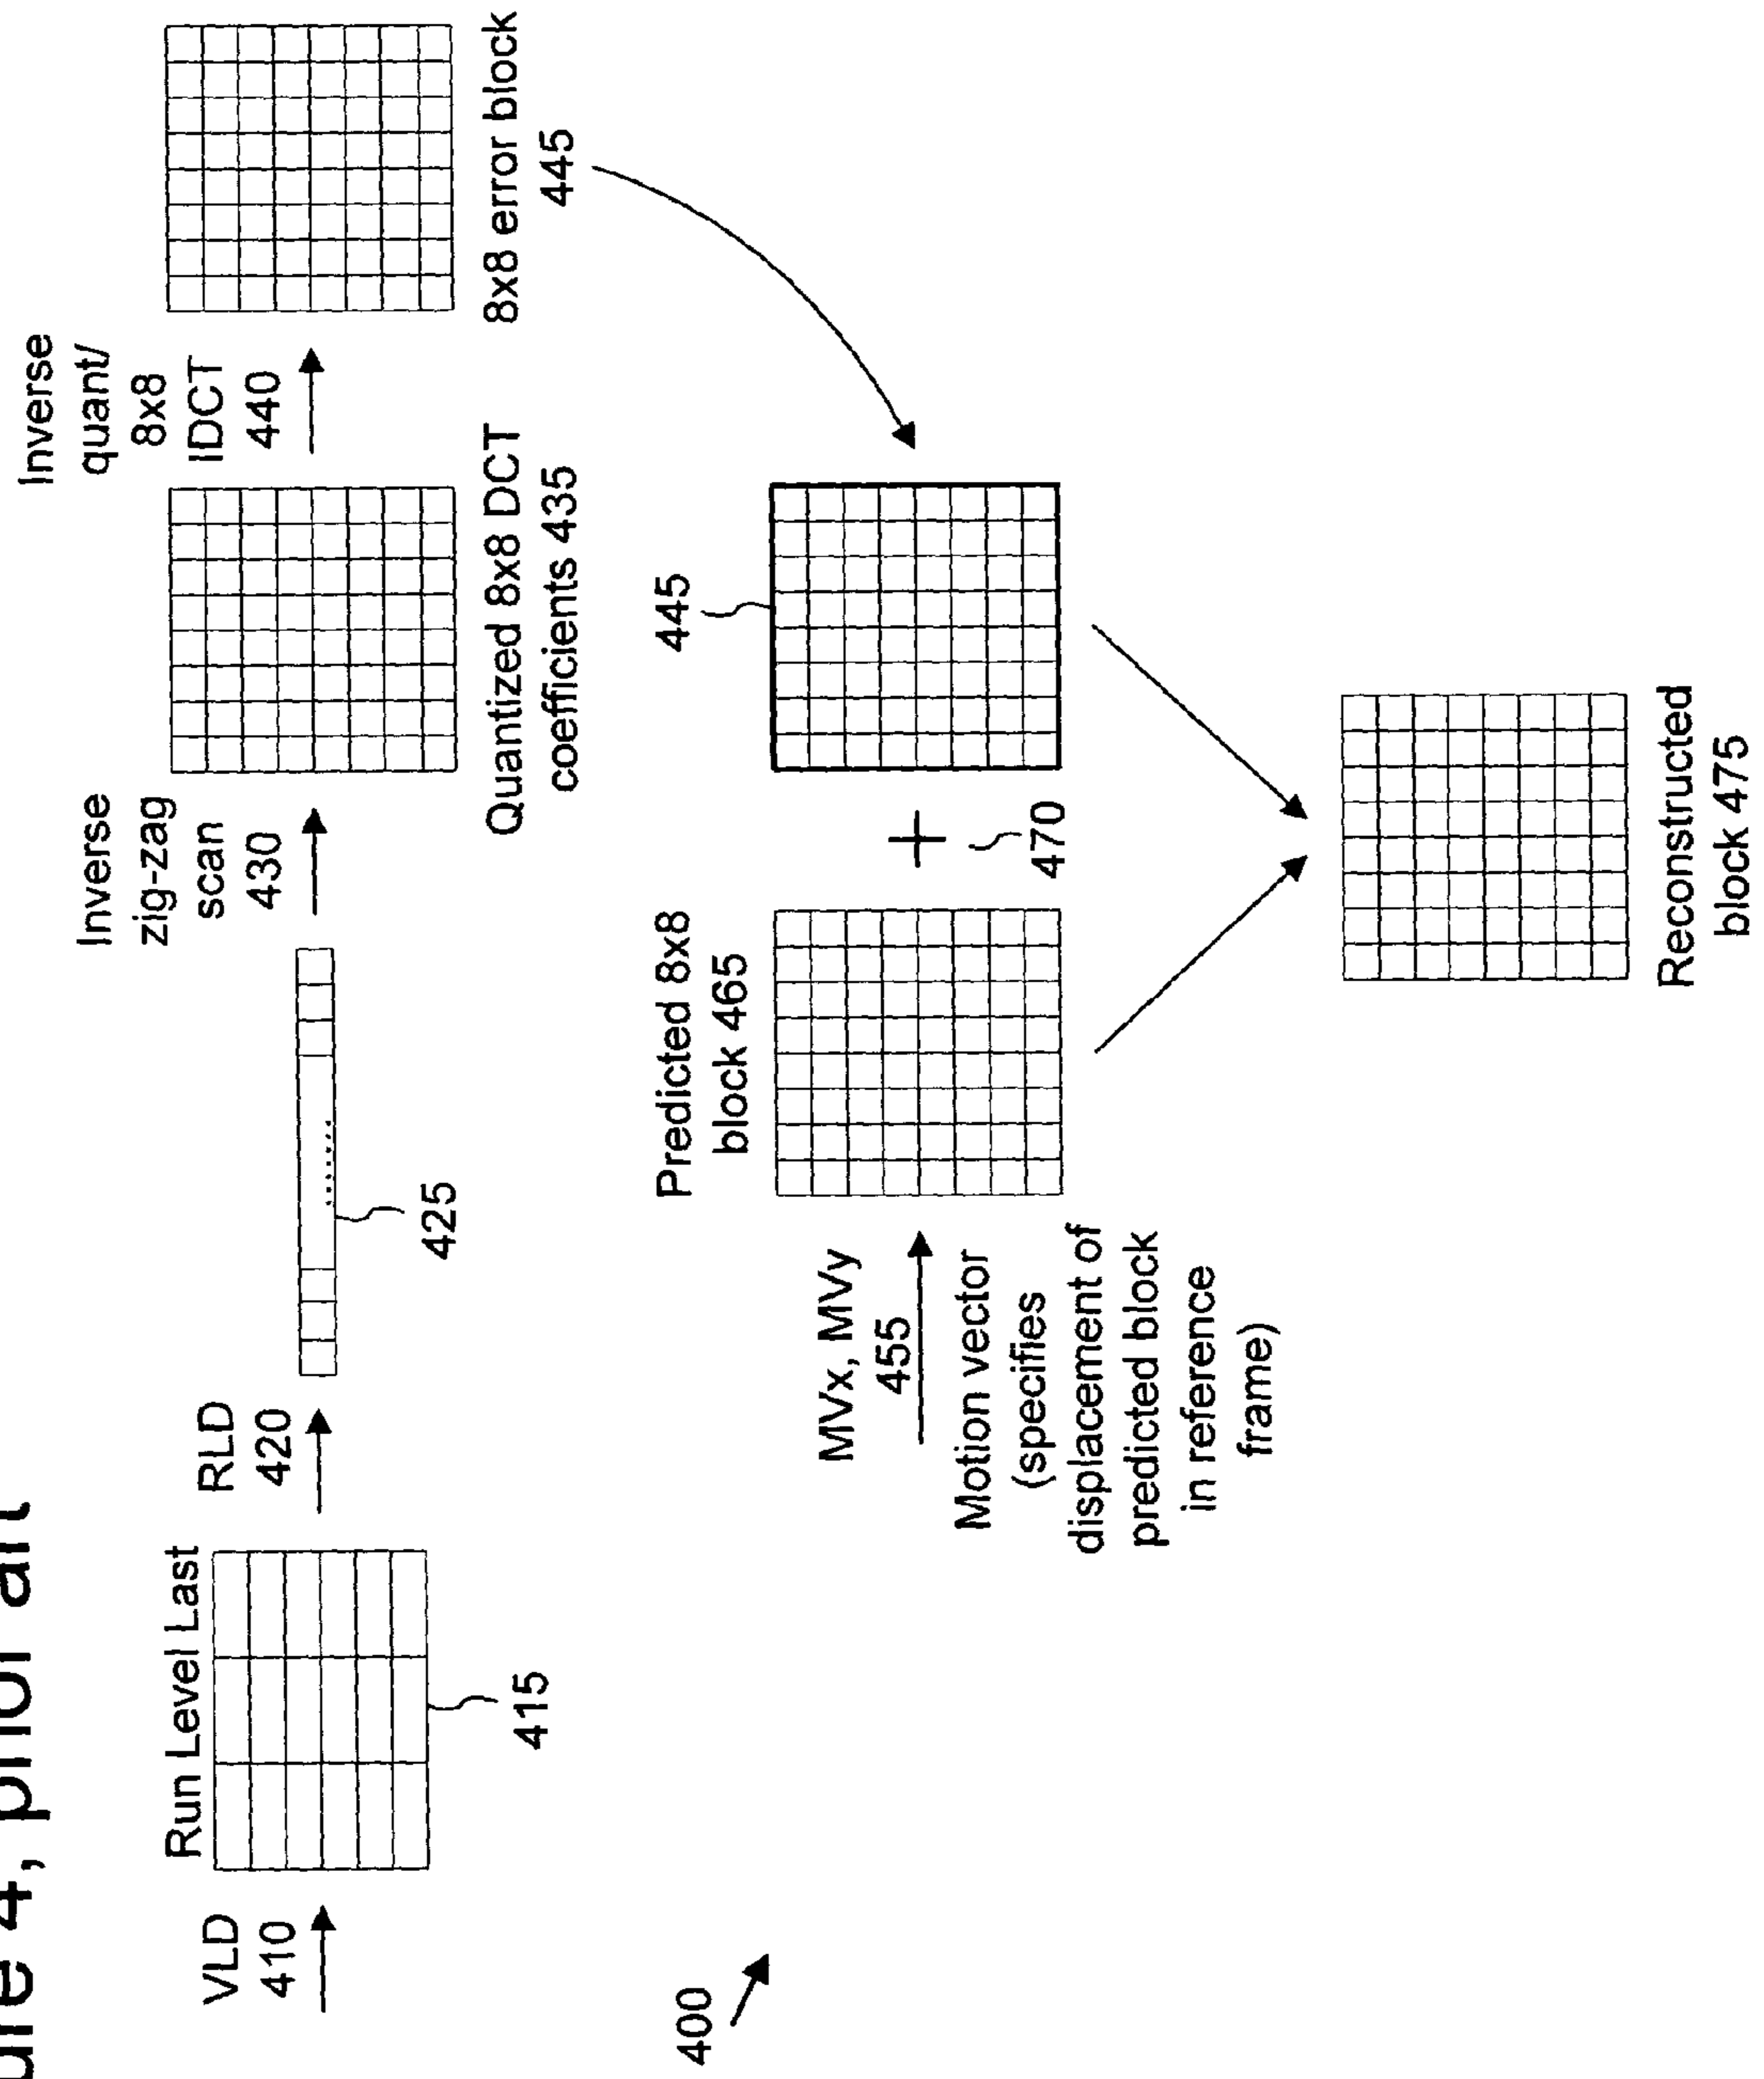 4, prior art
VLD
410
Run Level Last
415
RLD
420
425
Inverse
zig-zag
scan
430
Quantized 8x8 DCT
coefficients 435
Inverse
quant/
8x8
IDCT
440
8x8 error block
445
400
MVx, MVy
455
Motion vector
(specifies
displacement of
predicted block
in reference
frame)
Predicted 8x8
block 465
+
470
445
Reconstructed
block 475